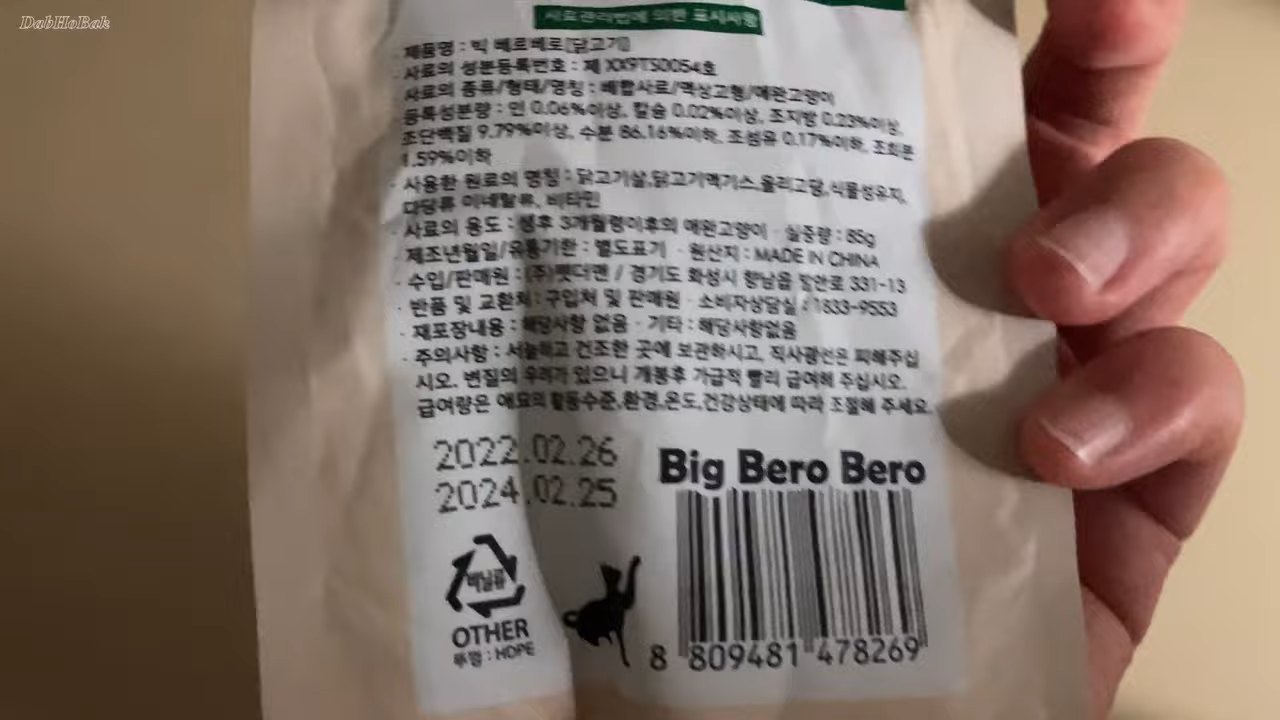 DabHoBak
사료관리법에 의한 표시사항
· 제품명 : 빅 베로베로(닭고기)
· 사료의 성분등록번호 : 제 XX9TS0054호
· 사료의 종류/형태/명칭 : 배합사료/액상고형/애완고양이
· 등록성분량 : 인 0.06%이상, 칼슘 0.02%이상, 조지방 0.23%이상,
조단백질 9.79%이상, 수분 86.16%이하, 조섬유 0.17%이하, 조회분
1.59%이하
· 사용한 원료의 명칭 : 닭고기살,닭고기엑기스,올리고당,식물성유지,
다당류 미네랄류, 비타민
· 사료의 용도 : 생후 3개월령이후의 애완고양이 · 실중량 : 85g
· 제조년월일/유통기한 : 별도표기 · 원산지 : MADE IN CHINA
· 수입/판매원 : (주)펫더맨 / 경기도 화성시 향남읍 발안로 331-13
· 반품 및 교환처 : 구입처 및 판매원 · 소비자상담실 : 1833-9553
· 재포장내용 : 해당사항 없음 · 기타 : 해당사항없음
· 주의사항 : 서늘하고 건조한 곳에 보관하시고, 직사광선은 피해주십
시오. 변질의 우려가 있으니 개봉후 가급적 빨리 급여해 주십시오.
급여량은 애묘의 활동수준,환경,온도,건강상태에 따라 조절해 주세요.
2022.02.26
2024.02.25
Big Bero Bero
비닐류
OTHER
뚜껑 : HDPE
8 809481 478269